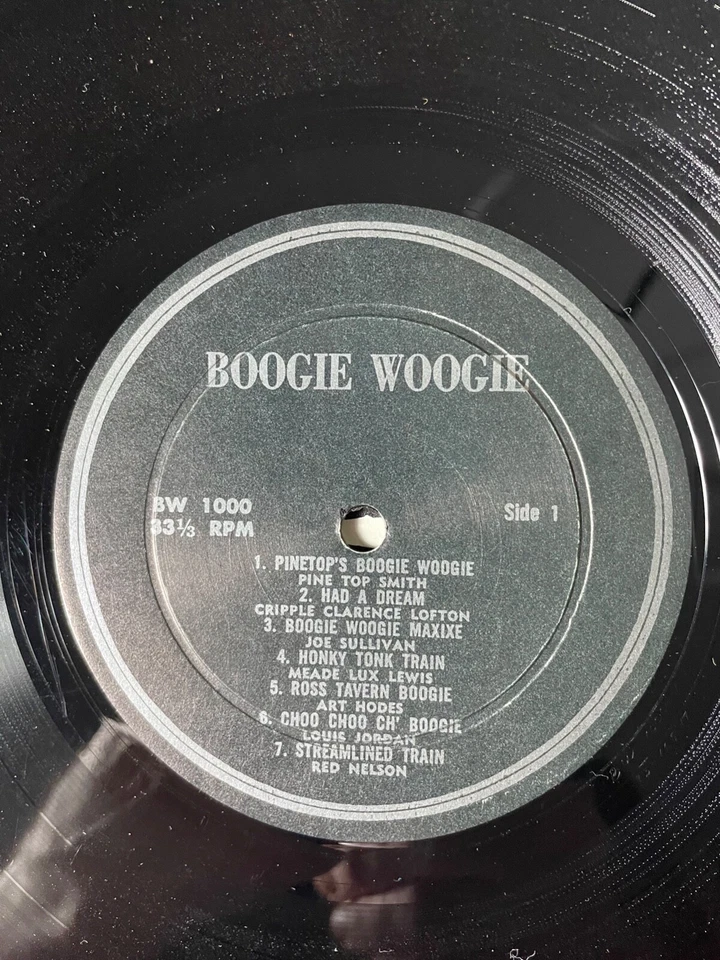 BOOGIE WOOGIE
BW 1000
33⅓ RPM
Side 1
1. PINETOP'S BOOGIE WOOGIE
PINE TOP SMITH
2. HAD A DREAM
CRIPPLE CLARENCE LOFTON
3. BOOGIE WOOGIE MAXIXE
JOE SULLIVAN
4. HONKY TONK TRAIN
MEADE LUX LEWIS
5. ROSS TAVERN BOOGIE
ART HODES
6. CHOO CHOO CH' BOOGIE
LOUIS JORDAN
7. STREAMLINED TRAIN
RED NELSON